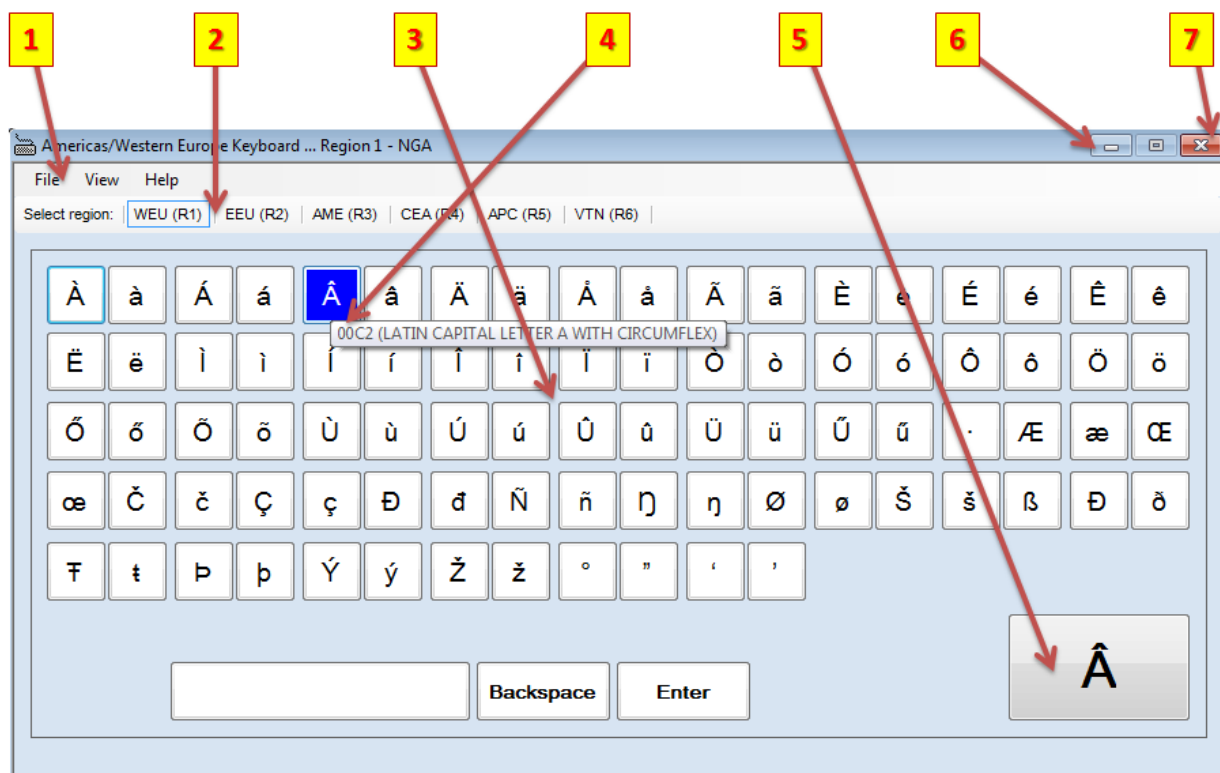 1 2 3 4 5 6 7
Americas/Western Europe Keyboard ... Region 1 - NGA
File View Help
Select region: WEU (R1) EEU (R2) AME (R3) CEA (R4) APC (R5) VTN (R6)
À à Á á Â â Ä ä Å å Ã ã È è É é Ê ê
00C2 (LATIN CAPITAL LETTER A WITH CIRCUMFLEX)
Ë ë Ì ì Í í Î î Ï ï Ò ò Ó ó Ô ô Ö ö
Ő ő Õ õ Ù ù Ú ú Û û Ü ü Ű ű · Æ æ Œ
œ Č č Ç ç Đ đ Ñ ñ Ŋ ŋ Ø ø Š š ß Ð ð
Ŧ ŧ Þ þ Ý ý Ž ž ° ” ‘ ’
Â
Backspace Enter